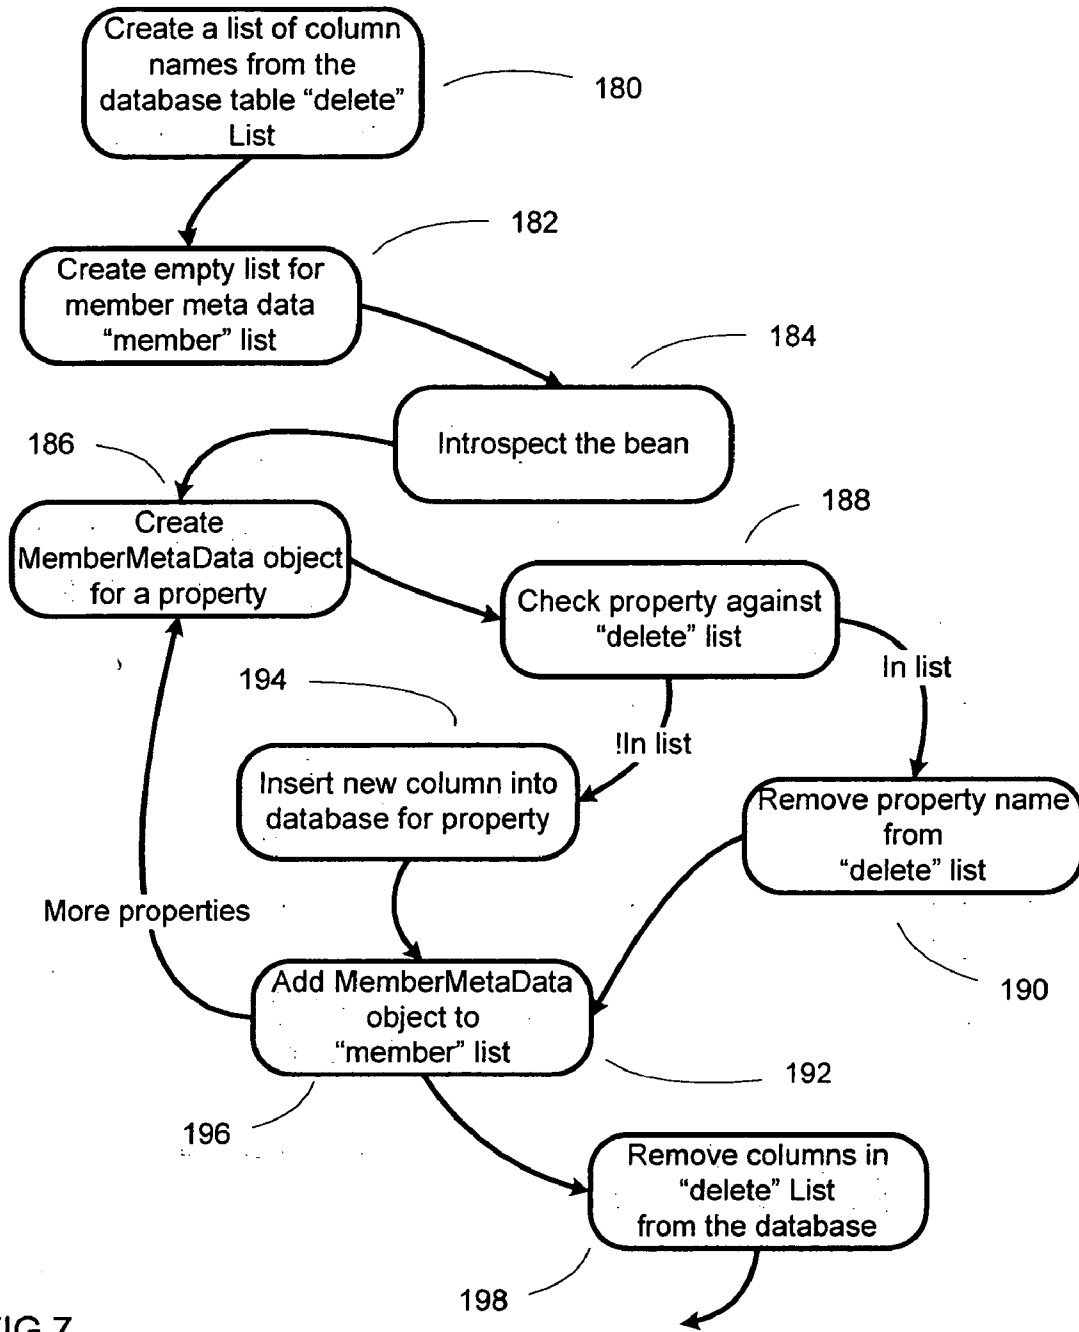 Create a list of column
names from the
database table “delete”
List
180
182
Create empty list for
member meta data
“member” list
184
Introspect the bean
186
Create
MemberMetaData object
for a property
188
Check property against
“delete” list
In list
194
!In list
Insert new column into
database for property
Remove property name
from
“delete” list
More properties
190
Add MemberMetaData
object to
“member” list
192
196
Remove columns in
“delete” List
from the database
198
FIG 7